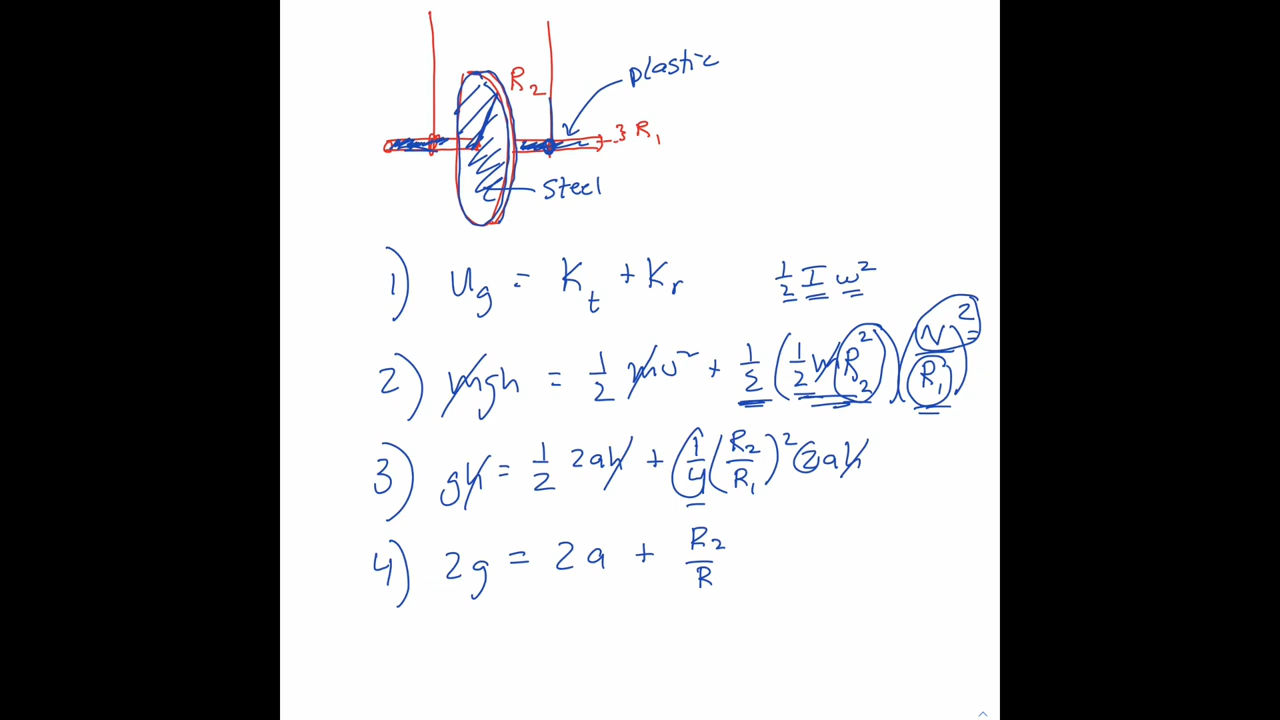 R₂
plastic
R₁
steel
1) Ug = Kt + Kr
½ I ω²
2) mgh = ½ mv² + ½ (½ m R₂²) (v/R₁)² =
3) gh = ½ 2ah + ¼ (R₂/R₁)² 2ah
4) 2g = 2a + R₂/R